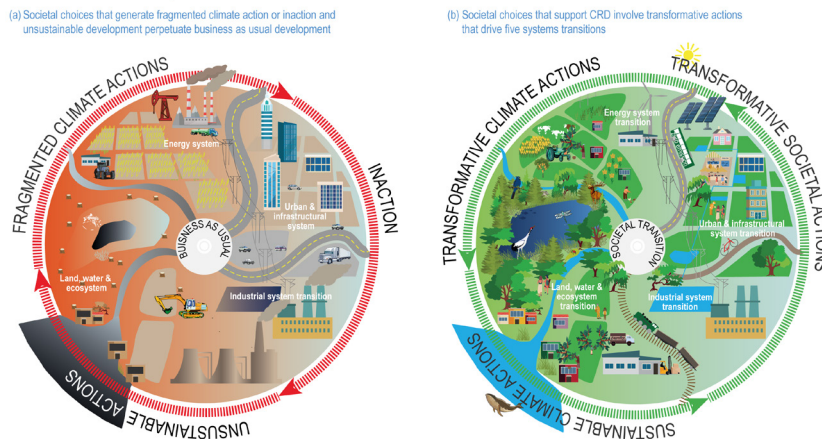 (a) Societal choices that generate fragmented climate action or inaction and
unsustainable development perpetuate business as usual development
FRAGMENTED CLIMATE ACTIONS
INACTION
UNSUSTAINABLE
ACTIONS
Energy system
Urban &
infrastructural
system
BUISNESS AS USUAL
Land, water &
ecosystem
Industrial system transition
(b) Societal choices that support CRD involve transformative actions
that drive five systems transitions
TRANSFORMATIVE CLIMATE ACTIONS
TRANSFORMATIVE SOCIETAL ACTIONS
SUSTAINABLE CLIMATE ACTIONS
Energy system
transition
Urban & infrastructural
system transition
SOCIETAL TRANSITION
Land, water &
ecosystem transition
Industrial system
transition